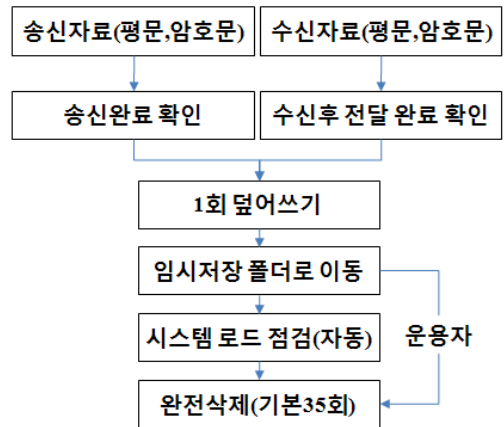 송신자료(평문,암호문)
수신자료(평문,암호문)
송신완료 확인
수신후 전달 완료 확인
1회 덮어쓰기
임시저장 폴더로 이동
시스템 로드 점검(자동)
운용자
완전삭제(기본35회)